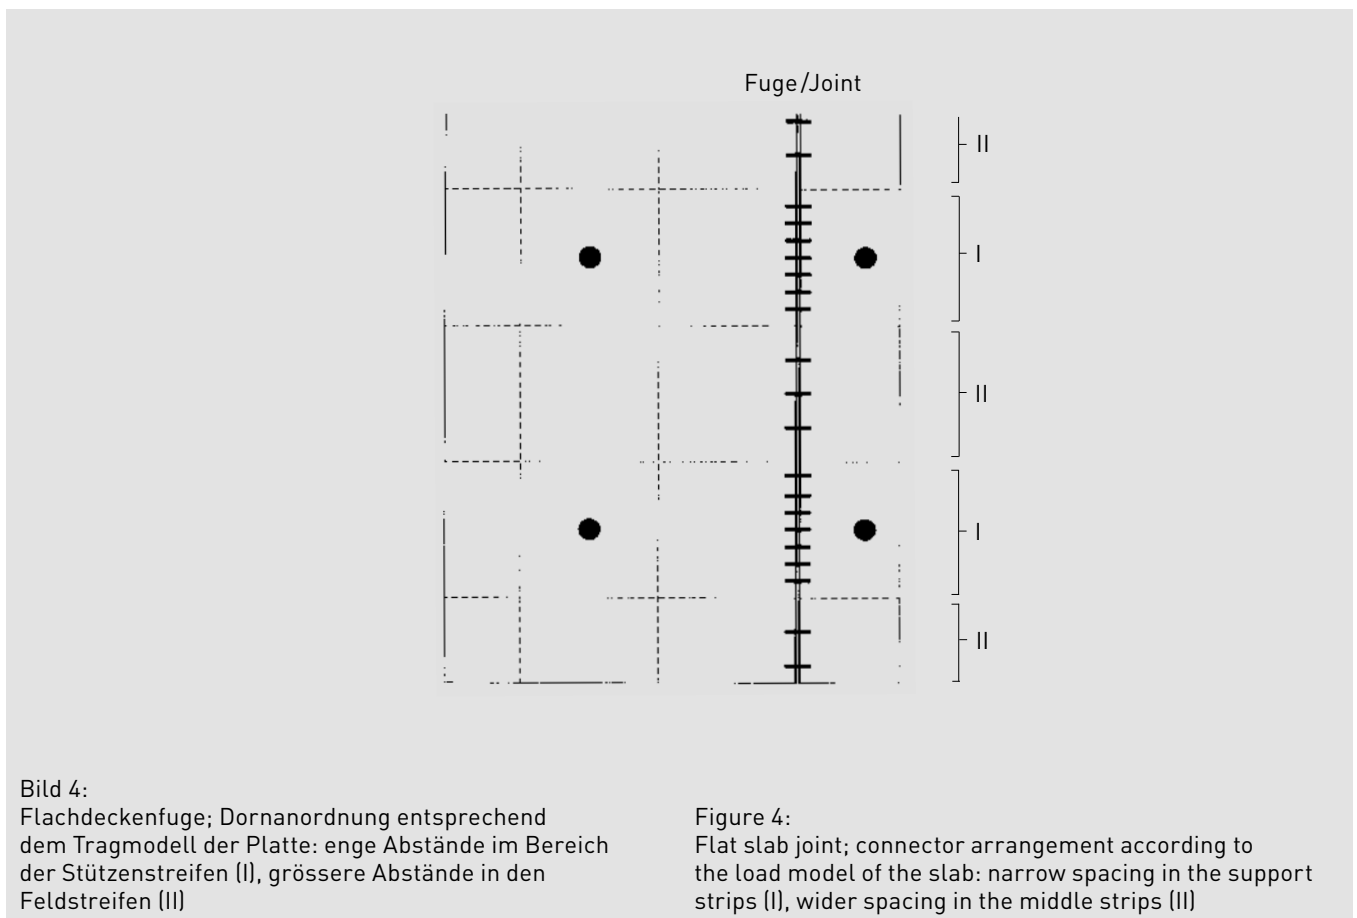 Fuge/Joint
II
I
II
I
II
Bild 4:
Flachdeckenfuge; Dornanordnung entsprechend
dem Tragmodell der Platte: enge Abstände im Bereich
der Stützenstreifen (I), grössere Abstände in den
Feldstreifen (II)
Figure 4:
Flat slab joint; connector arrangement according to
the load model of the slab: narrow spacing in the support
strips (I), wider spacing in the middle strips (II)